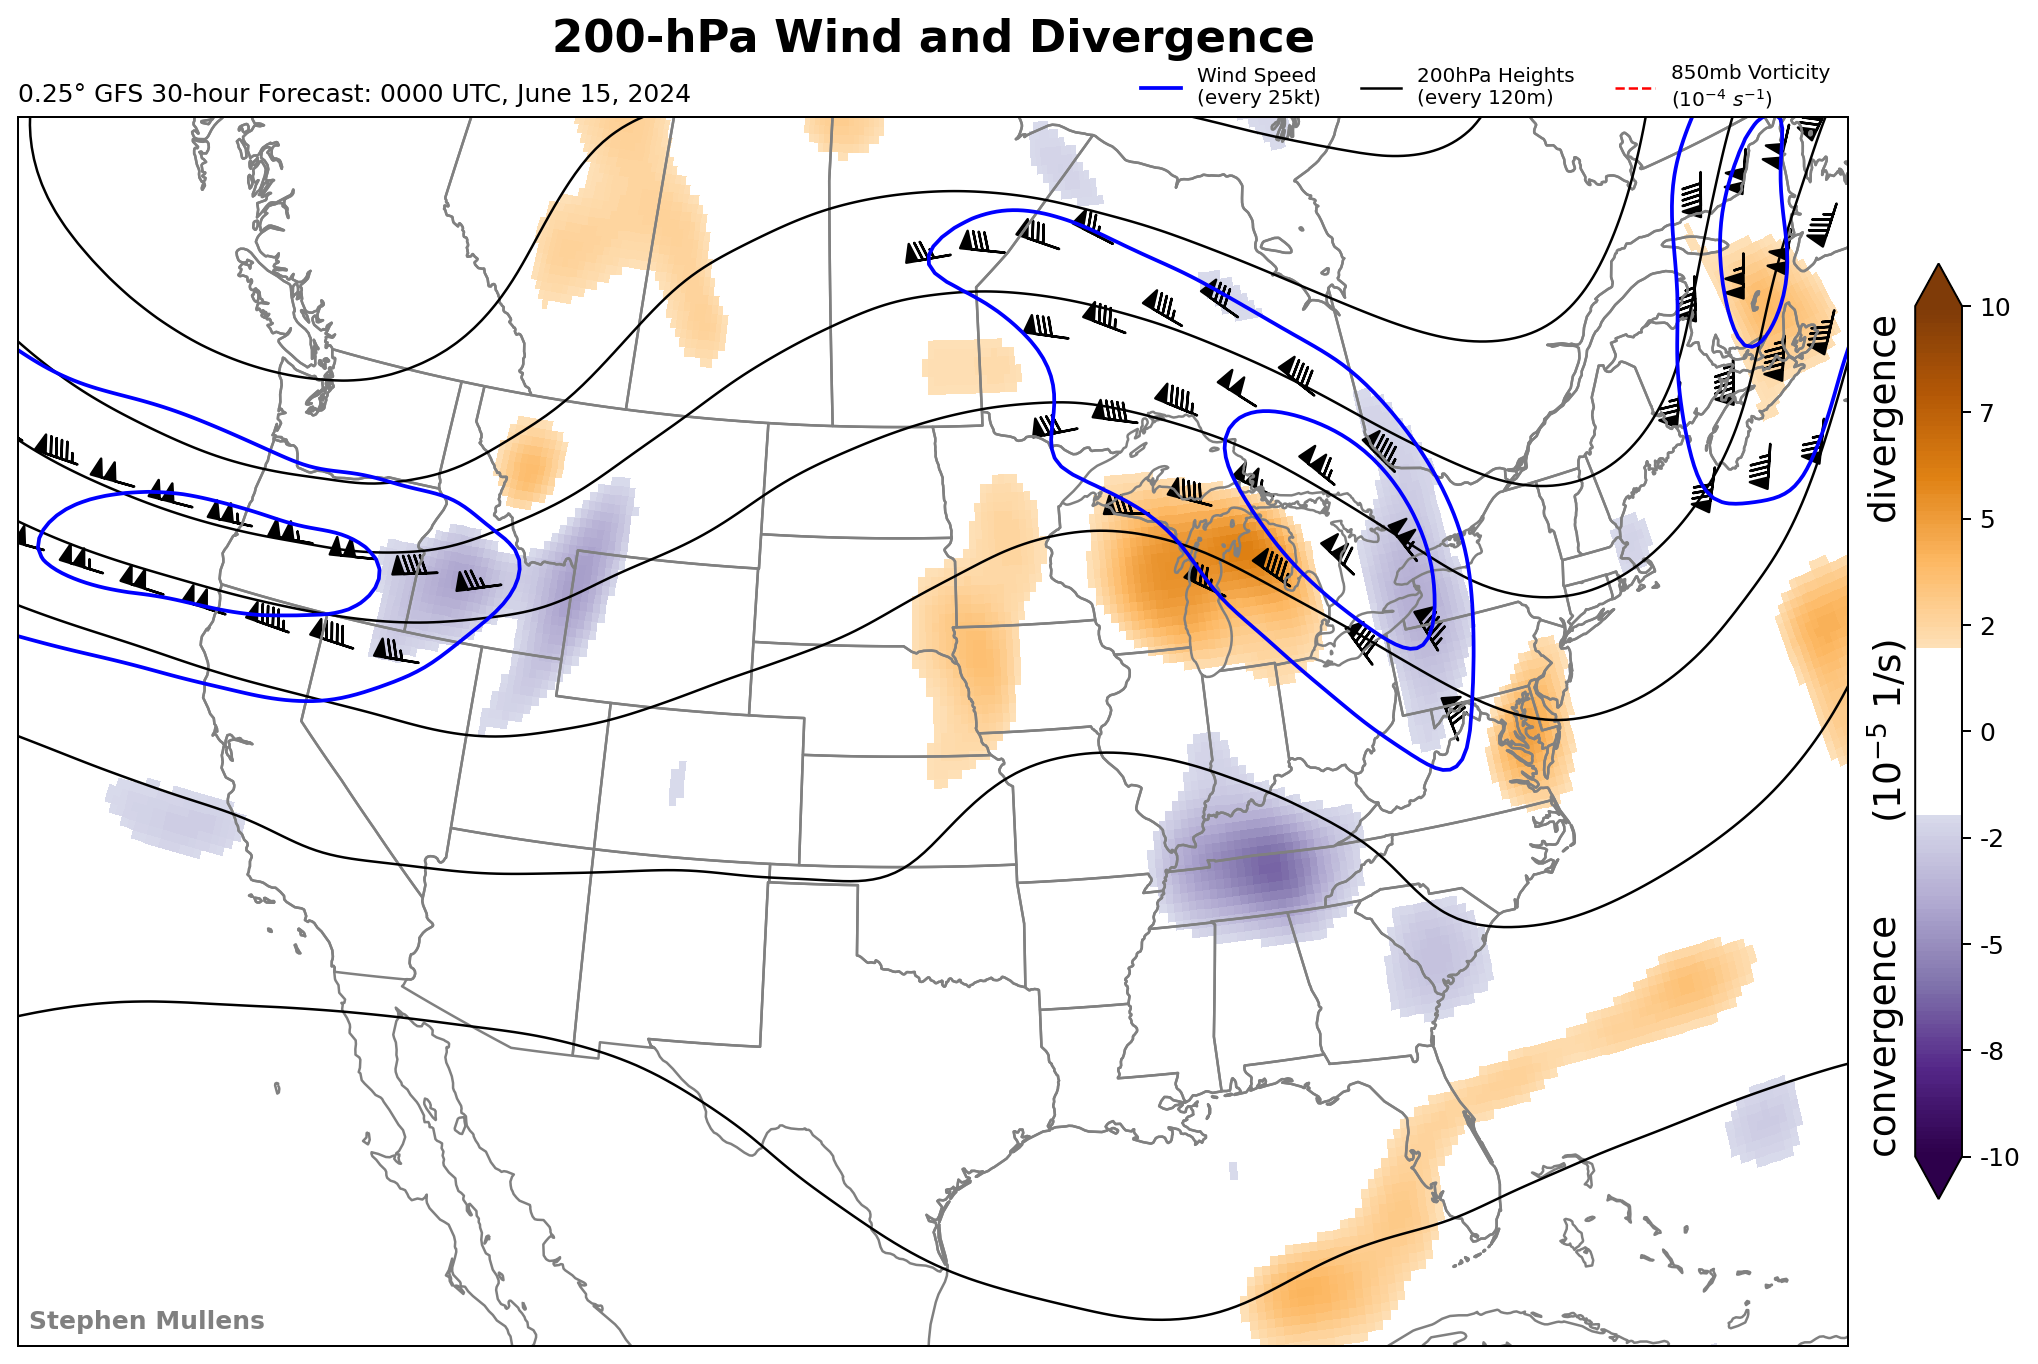 200-hPa Wind and Divergence
0.25° GFS 30-hour Forecast: 0000 UTC, June 15, 2024
Wind Speed
(every 25kt)
200hPa Heights
(every 120m)
850mb Vorticity
(10⁻⁴ s⁻¹)
10
7
5
2
0
-2
-5
-8
-10
convergence (10⁻⁵ 1/s) divergence
Stephen Mullens